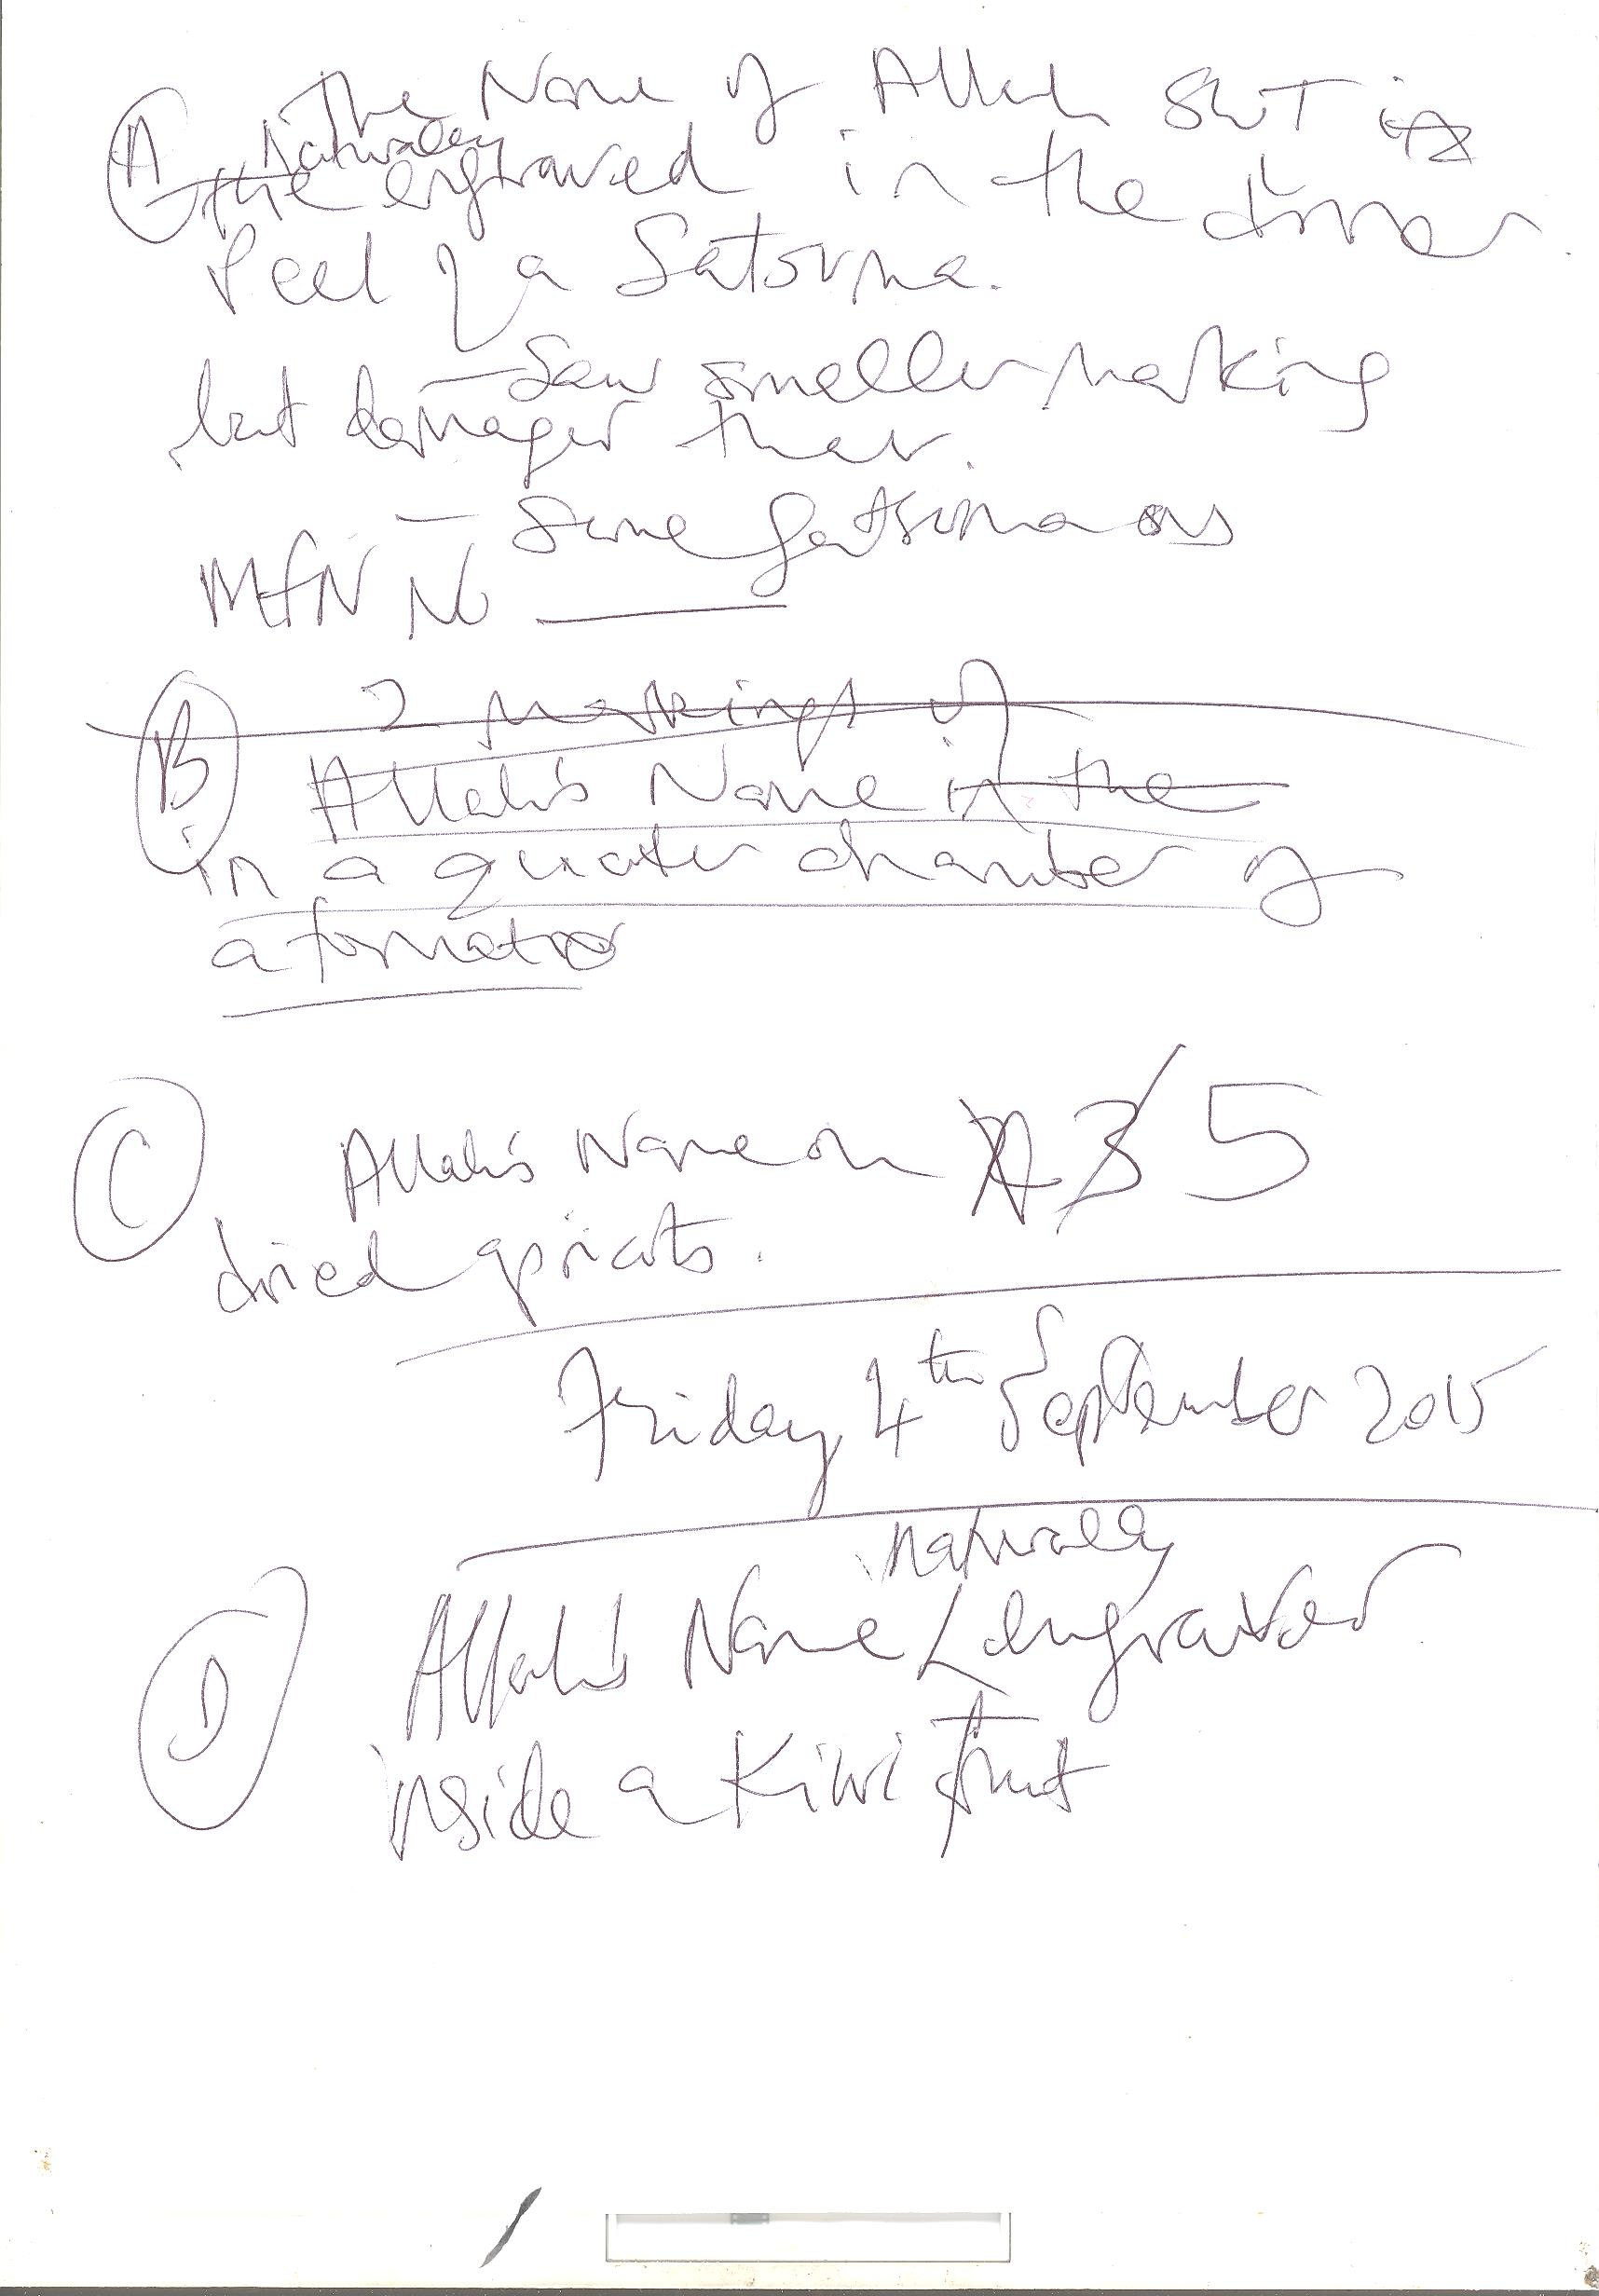 A The Name of Allah SWT is
Naturally
the engraved in the inner
Peel of a Satsuma.
- Saw smaller marking
but damaged them.
- Same Satsuma as
MFN No
B 2 markings of
Allah's Name in the
in a quarter chamber of
a tomato
C Allah's Name on 3 5
dried apricots.
Friday 4th September 2015
naturally
D Allah's Name engraved
inside a Kiwi fruit